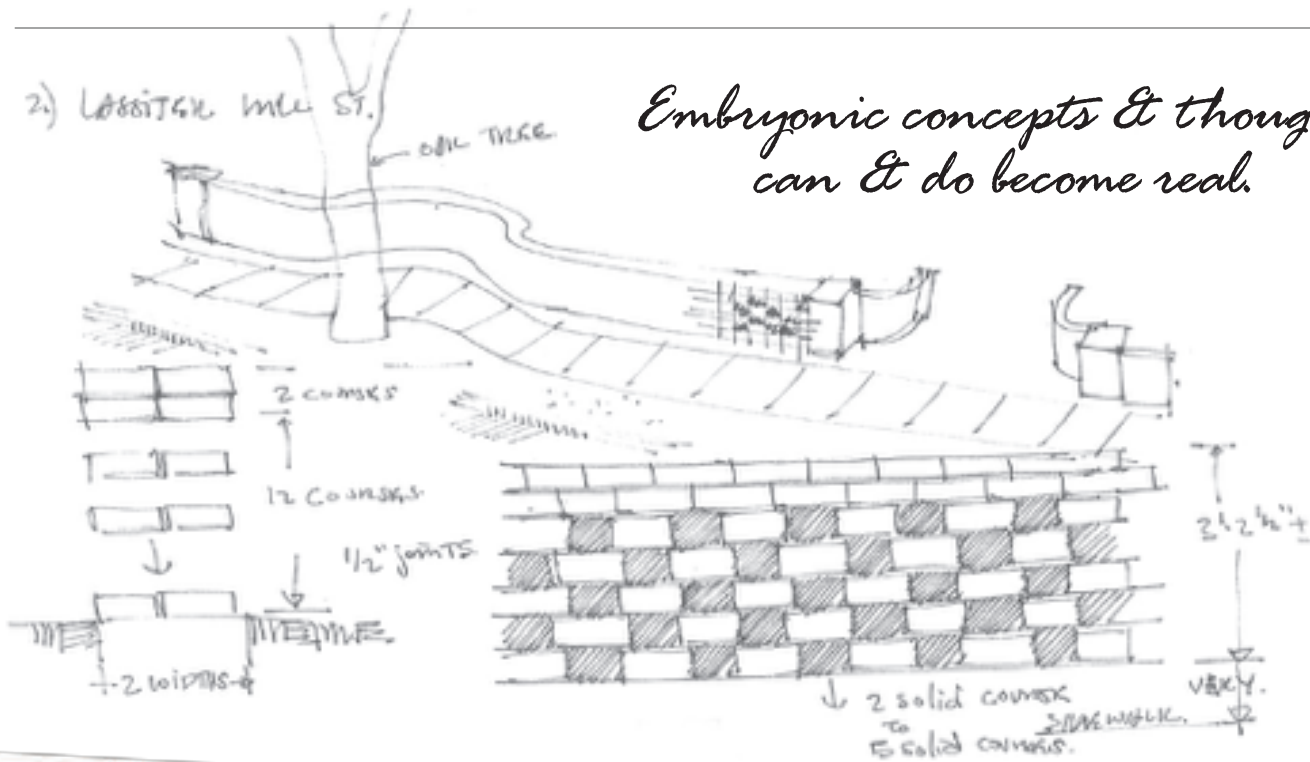 Embryonic concepts & thoug
can & do become real.
2.) LASSITER MILL ST.
OAK TREE
2 COURSES
12 COURSES
1/2" JOINTS
2 WIDTHS
2 solid course
to
5 solid courses.
SIDEWALK.
VARY.